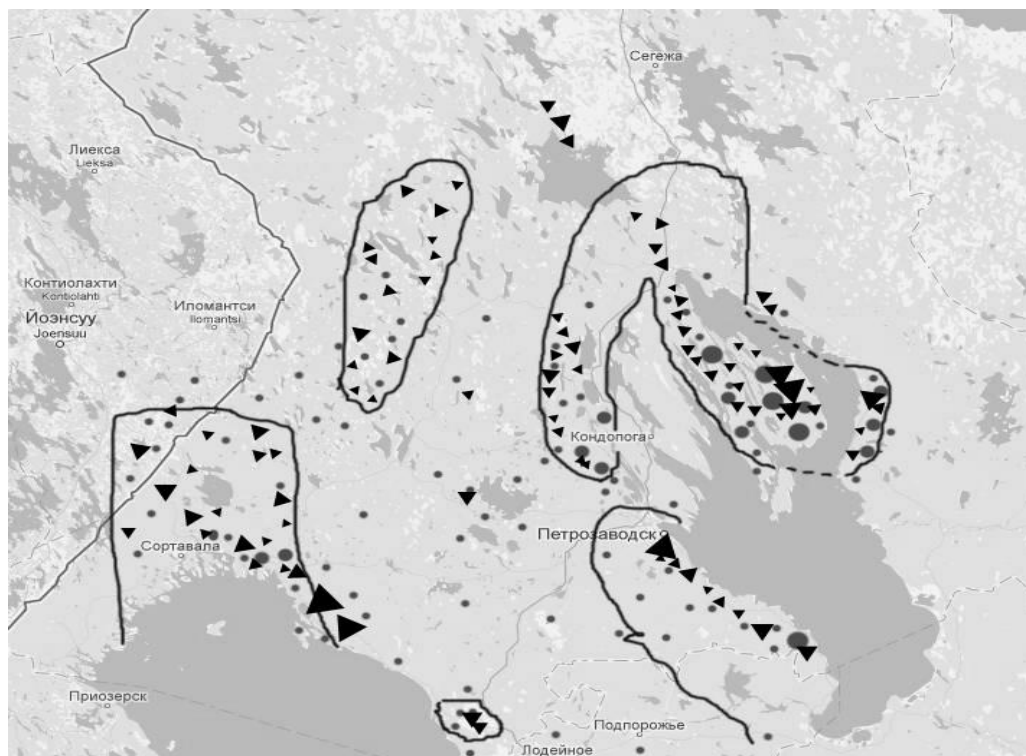 Сегежа
Лиекса
Lieksa
Контиолахти
Kontiolahti
Иломантси
Ilomantsi
Йоэнсуу
Joensuu
Кондопога
Петрозаводск
Сортавала
Приозерск
Подпорожье
Лодейное